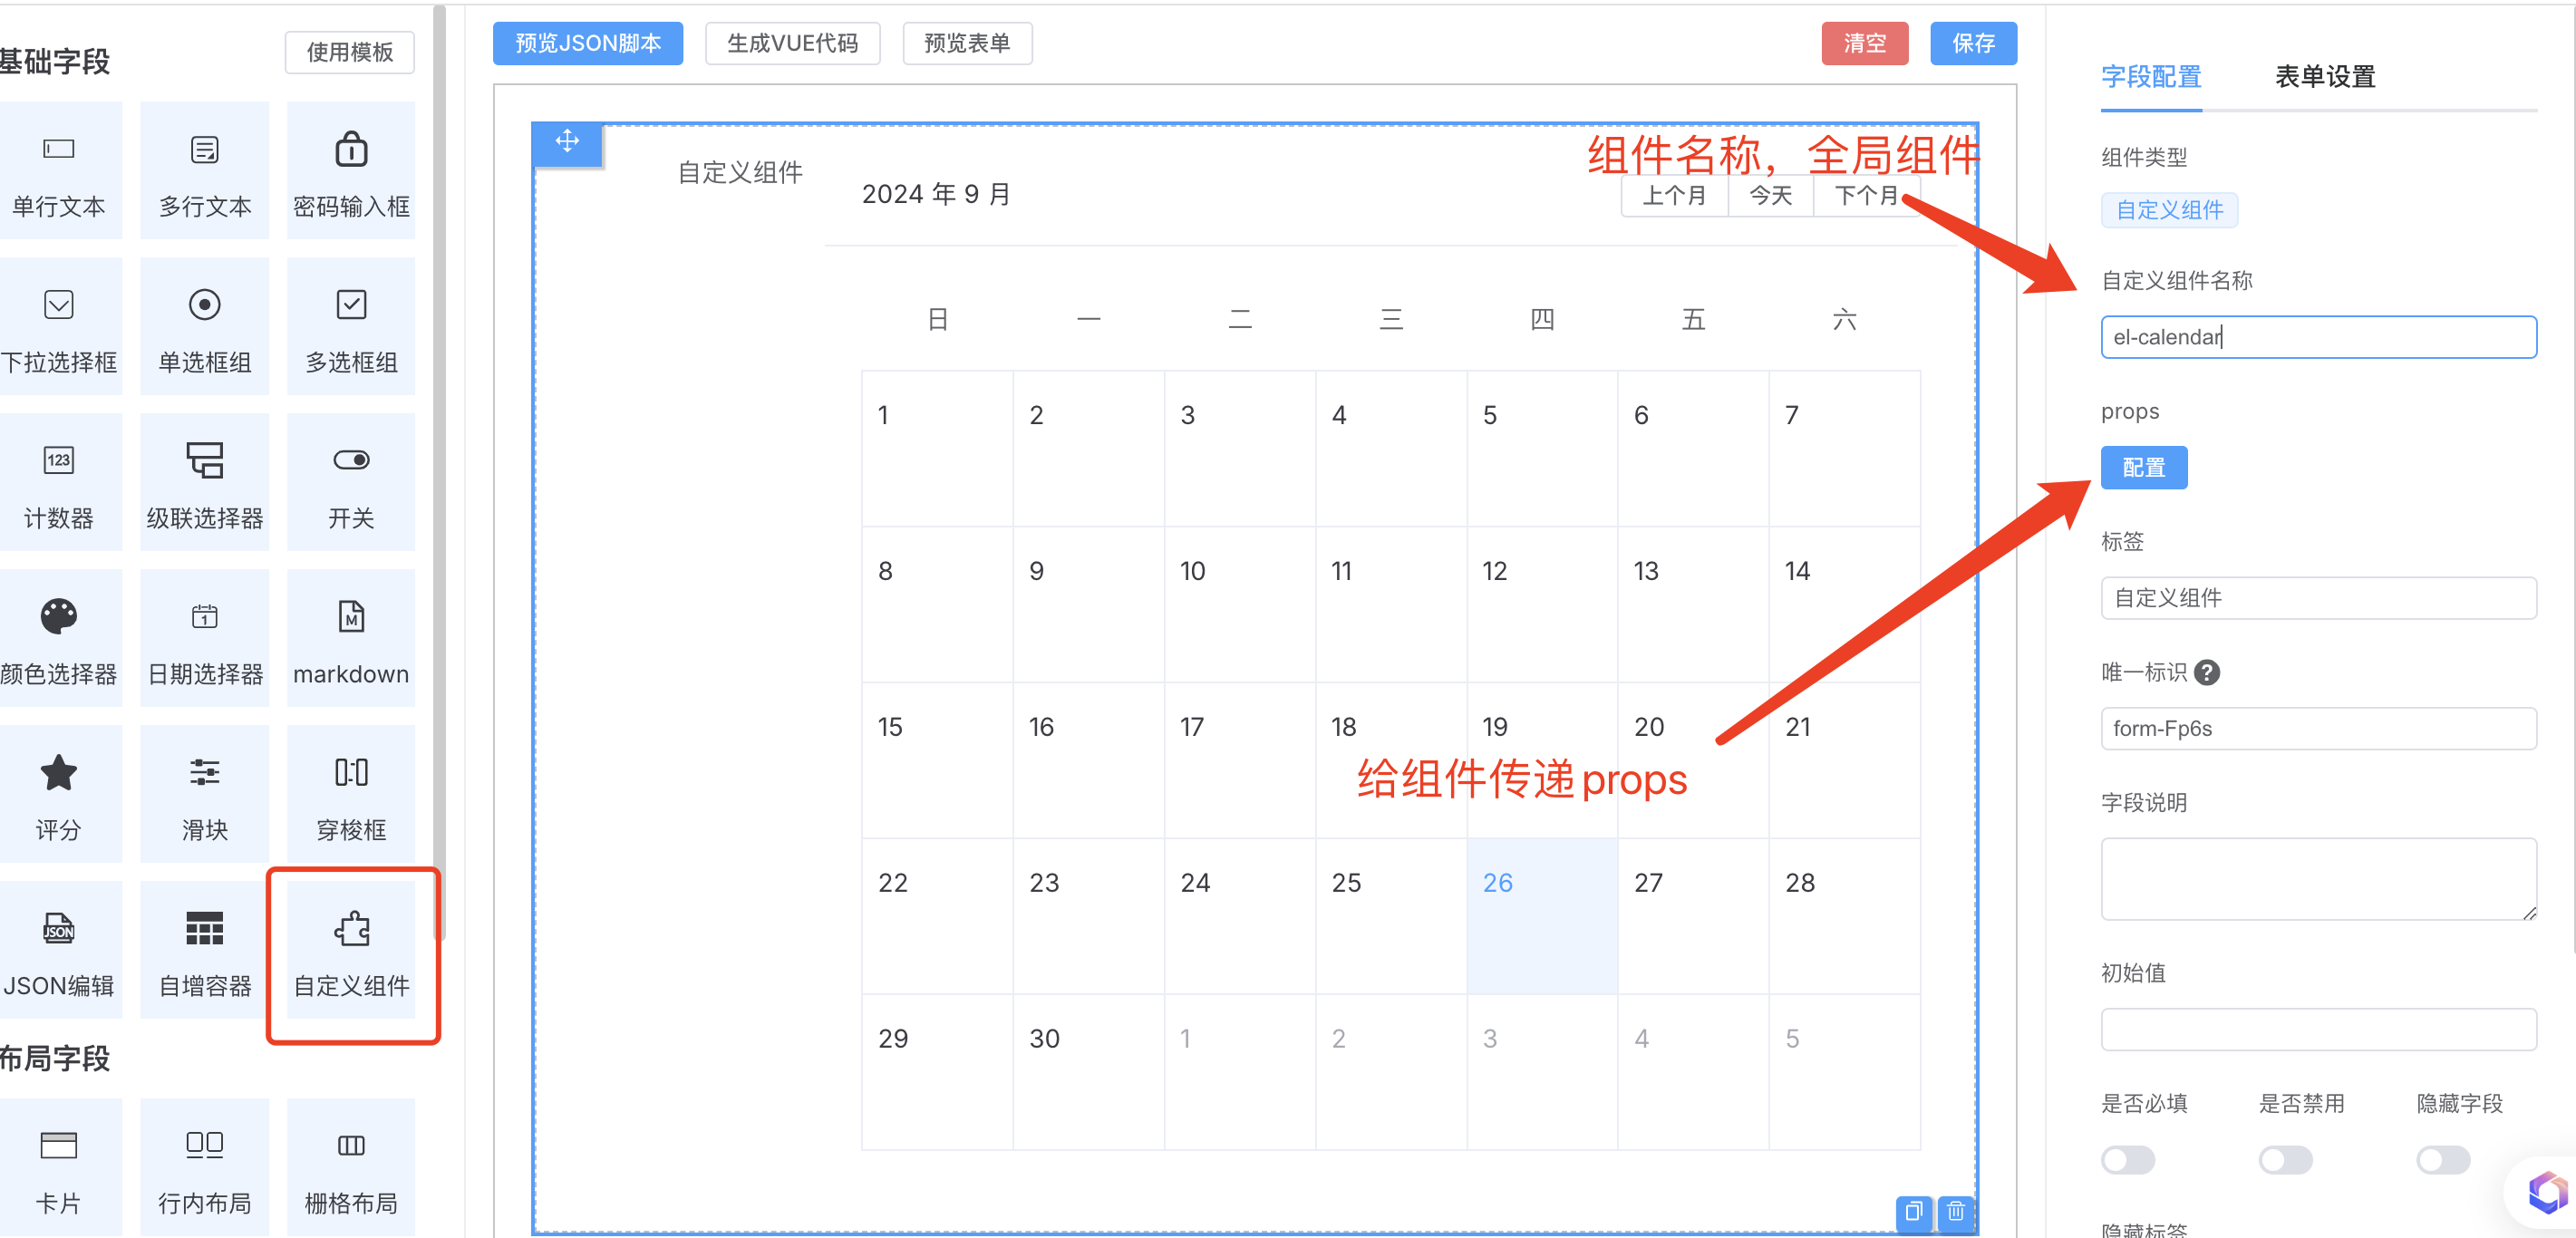 基础字段
使用模板
单行文本
多行文本
密码输入框
下拉选择框
单选框组
多选框组
123
计数器
级联选择器
开关
1
M
颜色选择器
日期选择器
markdown
评分
滑块
穿梭框
JSON
JSON编辑
自增容器
自定义组件
布局字段
卡片
行内布局
栅格布局
预览JSON脚本
生成VUE代码
预览表单
清空
保存
组件名称，全局组件
自定义组件
2024 年 9 月
上个月
今天
下个月
日 一 二 三 四 五 六
1 2 3 4 5 6 7
8 9 10 11 12 13 14
15 16 17 18 19 20 21
给组件传递props
22 23 24 25 26 27 28
29 30 1 2 3 4 5
字段配置
表单设置
组件类型
自定义组件
自定义组件名称
el-calendar
props
配置
标签
自定义组件
唯一标识 ?
form-Fp6s
字段说明
初始值
是否必填
是否禁用
隐藏字段
隐藏标签